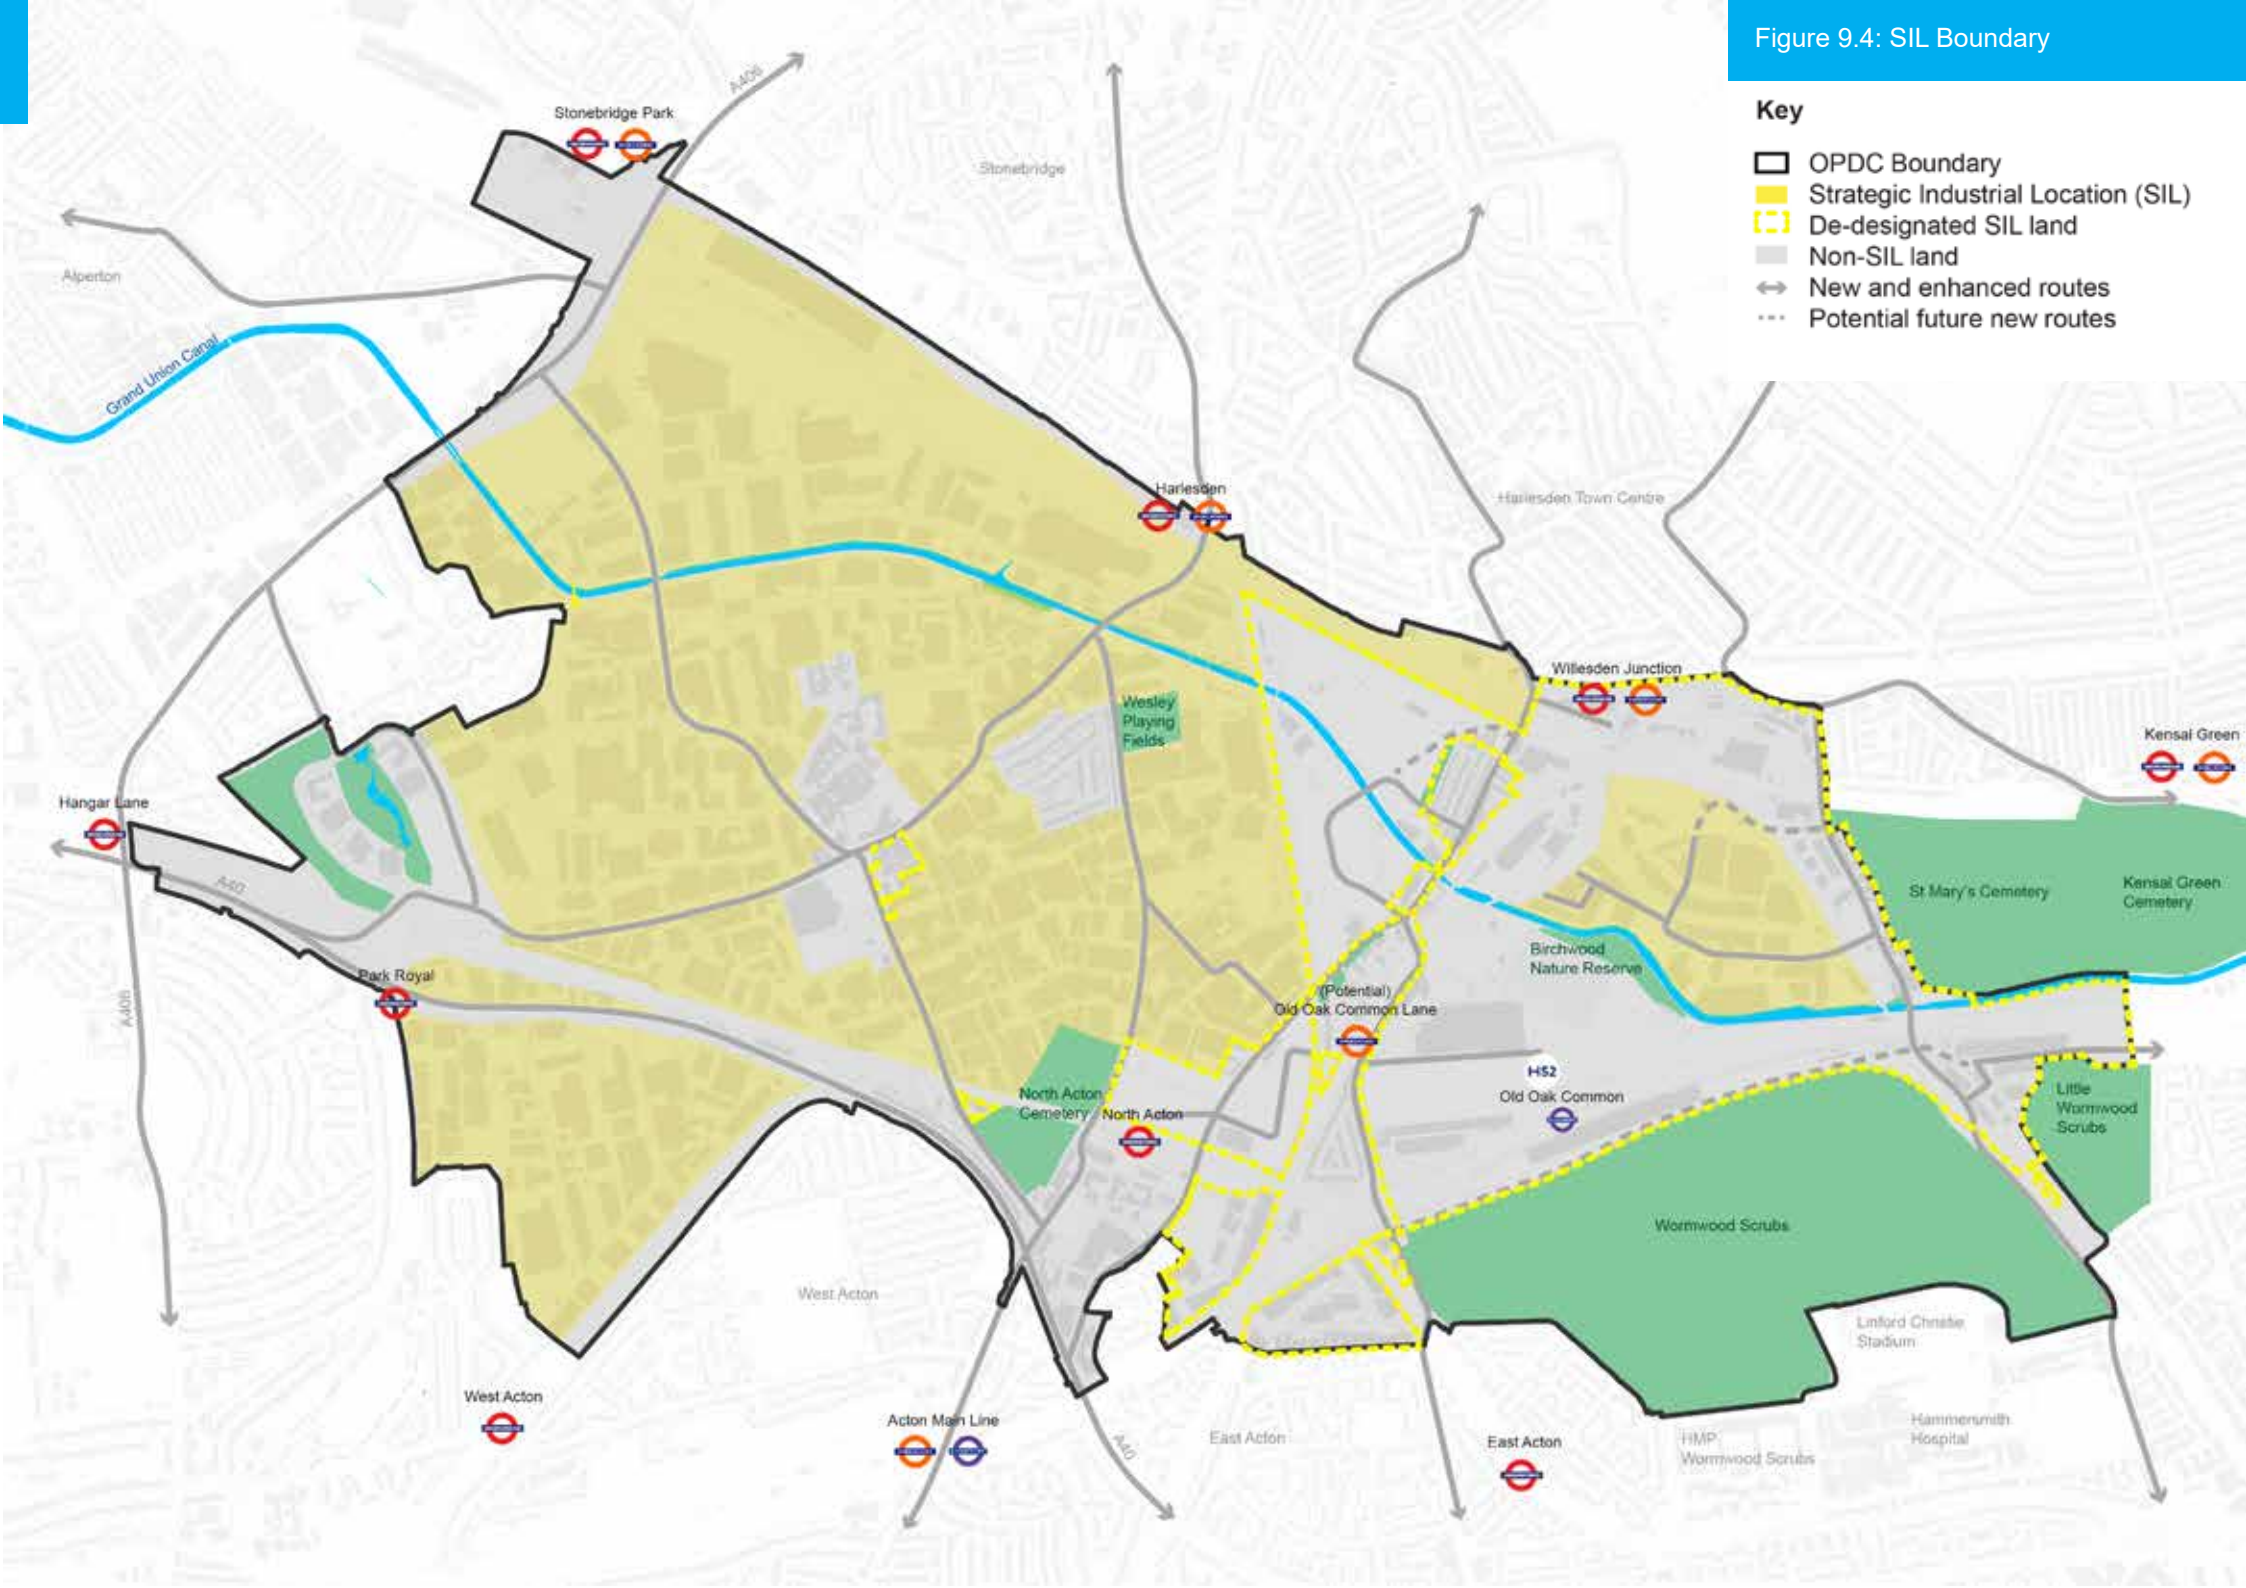 Figure 9.4: SIL Boundary
Key
OPDC Boundary
Strategic Industrial Location (SIL)
De-designated SIL land
Non-SIL land
New and enhanced routes
Potential future new routes
A406
Stonebridge Park
Stonebridge
Alperton
Grand Union Canal
Harlesden
Harlesden Town Centre
Willesden Junction
Wesley
Playing
Fields
Kensal Green
Hangar Lane
A40
St Mary's Cemetery
Kensal Green
Cemetery
Birchwood
Nature Reserve
Park Royal
A406
(Potential)
Old Oak Common Lane
HS2
Old Oak Common
North Acton
Cemetery
North Acton
Little
Wormwood
Scrubs
Wormwood Scrubs
West Acton
Linford Christie
Stadium
West Acton
Acton Main Line
A40
East Acton
East Acton
HMP
Wormwood Scrubs
Hammersmith
Hospital